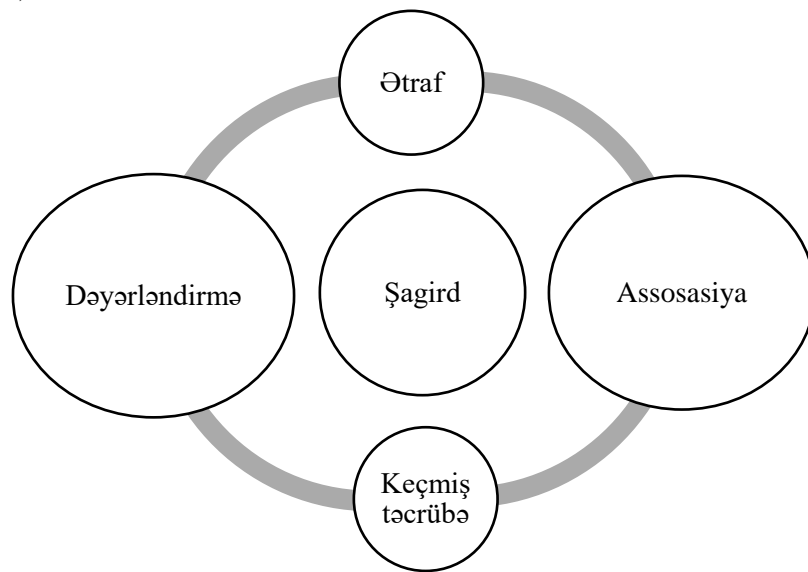 Ətraf
Dəyərləndirmə
Şagird
Assosasiya
Keçmiş
təcrübə